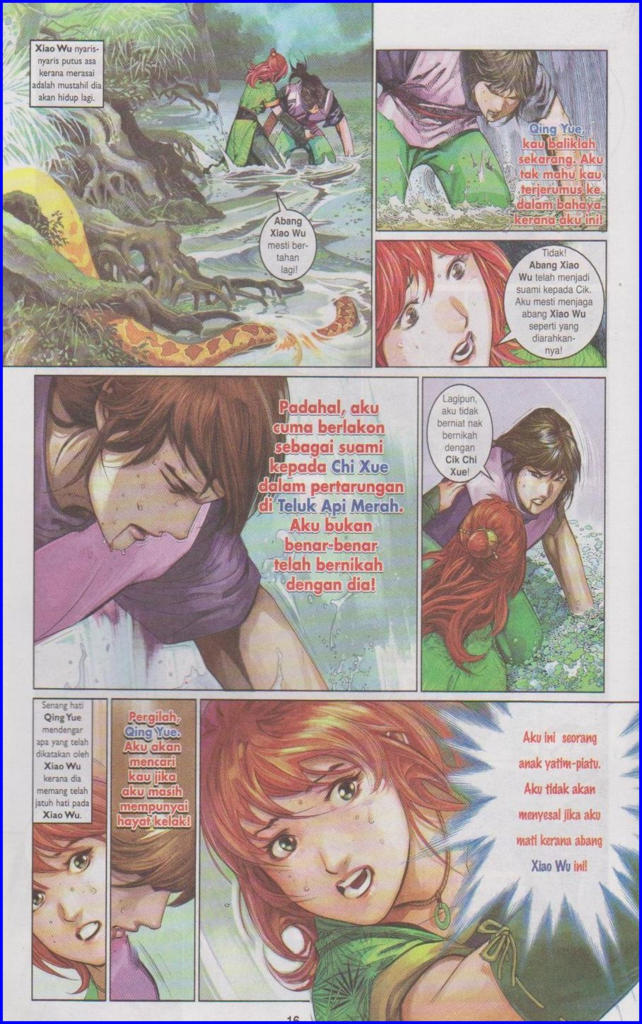 Xiao Wu nyaris-
nyaris putus asa
kerana merasai
adalah mustahil dia
akan hidup lagi.
Abang
Xiao Wu
mesti ber-
tahan
lagi!
Qing Yue,
kau baliklah
sekarang. Aku
tak mahu kau
terjerumus ke
dalam bahaya
kerana aku ini!
Tidak!
Abang Xiao
Wu telah menjadi
suami kepada Cik.
Aku mesti menjaga
abang Xiao Wu
seperti yang
diarahkan-
nya!
Padahal, aku
cuma berlakon
sebagai suami
kepada Chi Xue
dalam pertarungan
di Teluk Api Merah.
Aku bukan
benar-benar
telah bernikah
dengan dia!
Lagipun,
aku tidak
berniat nak
bernikah
dengan
Cik Chi
Xue!
Senang hati
Qing Yue
mendengar
apa yang telah
dikatakan oleh
Xiao Wu
kerana dia
memang telah
jatuh hati pada
Xiao Wu.
Pergilah,
Qing Yue.
Aku akan
mencari
kau jika
aku masih
mempunyai
hayat kelak!
Aku ini seorang
anak yatim-piatu.
Aku tidak akan
menyesal jika aku
mati kerana abang
Xiao Wu ini!
16